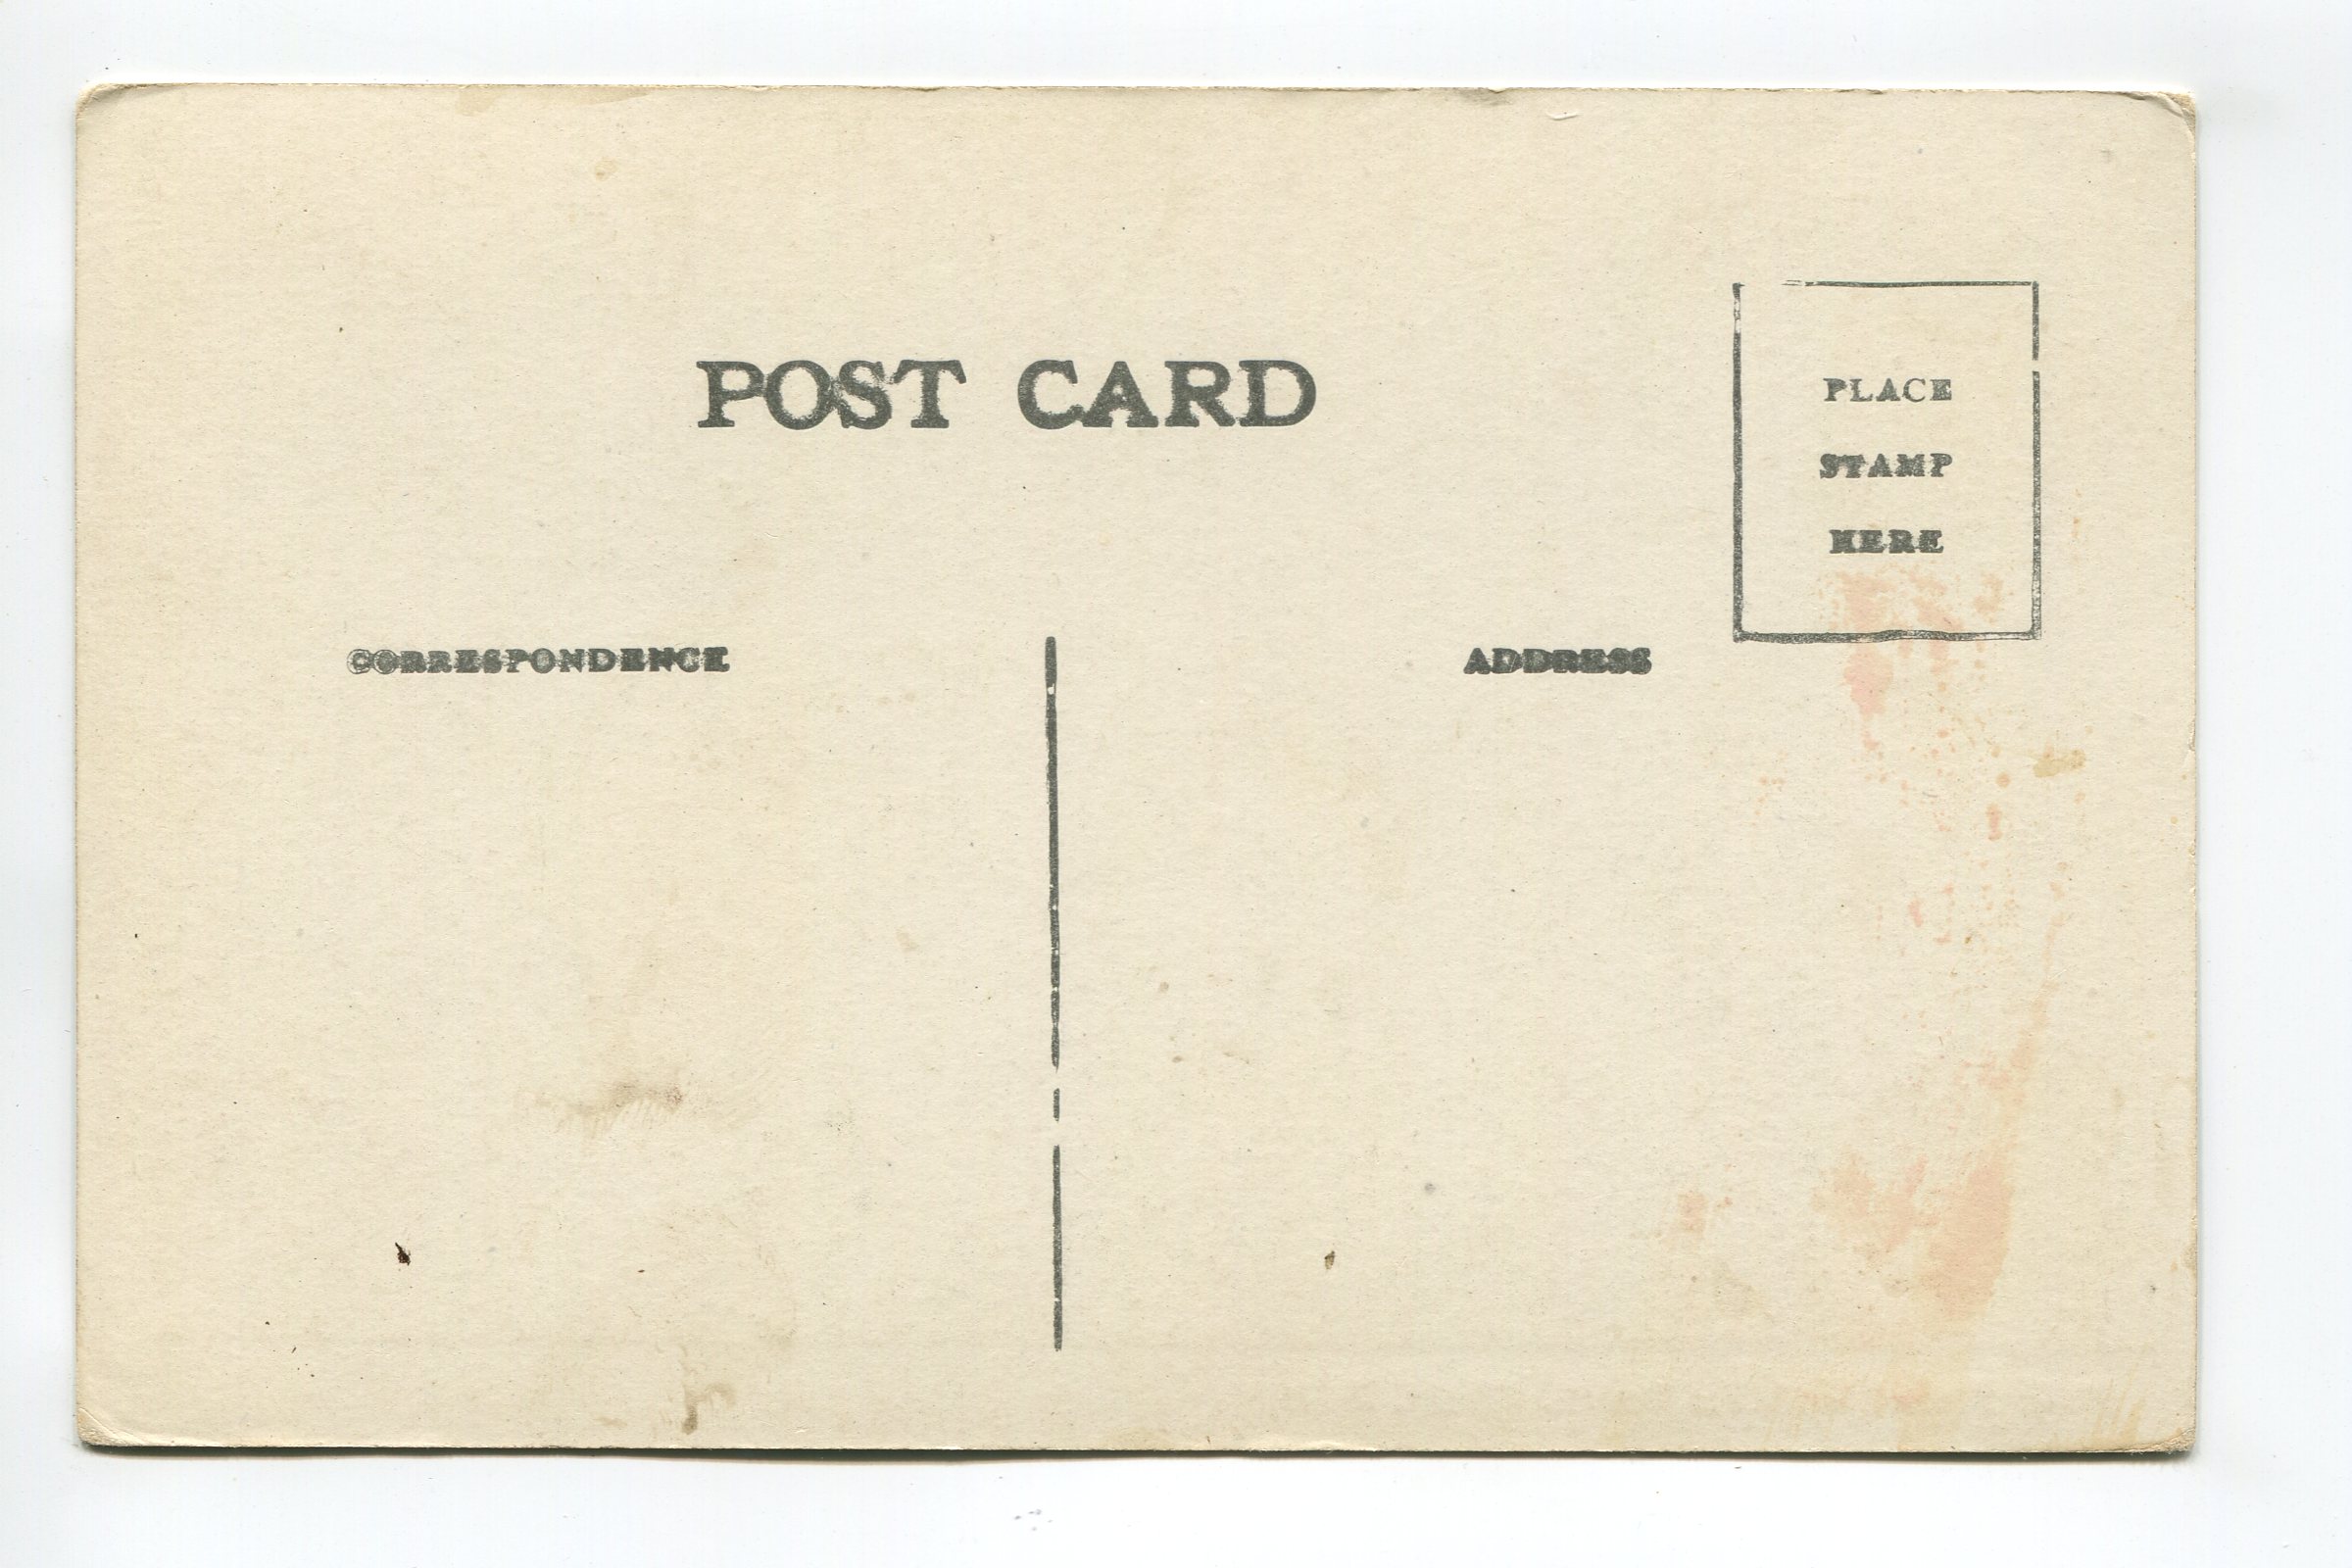 POST CARD
PLACE
STAMP
HERE
CORRESPONDENCE
ADDRESS